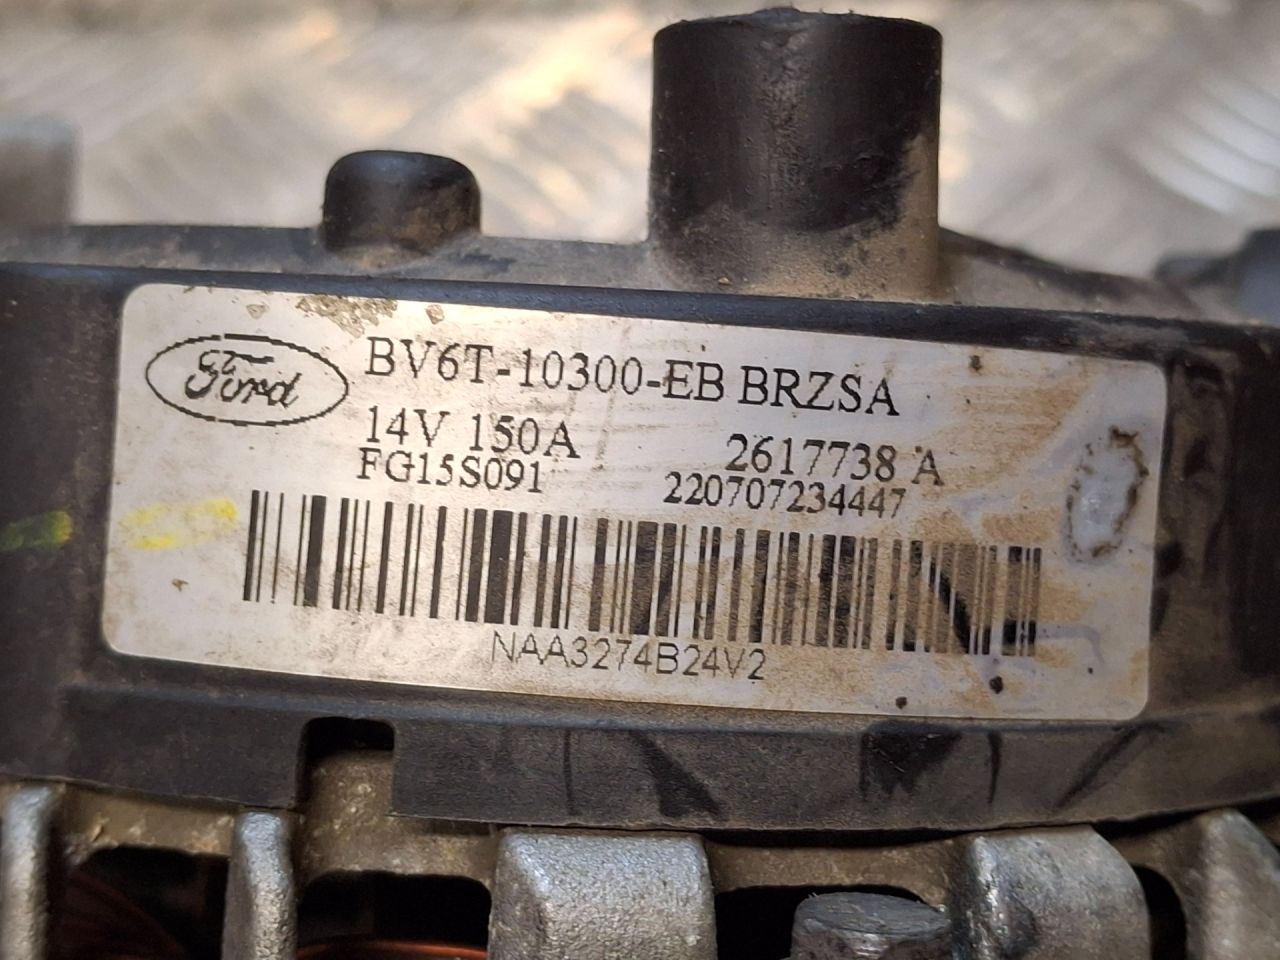 Ford
BV6T-10300-EB BRZSA
14V 150A
2617738 A
FG15S091
220707234447
NAA3274B24V2